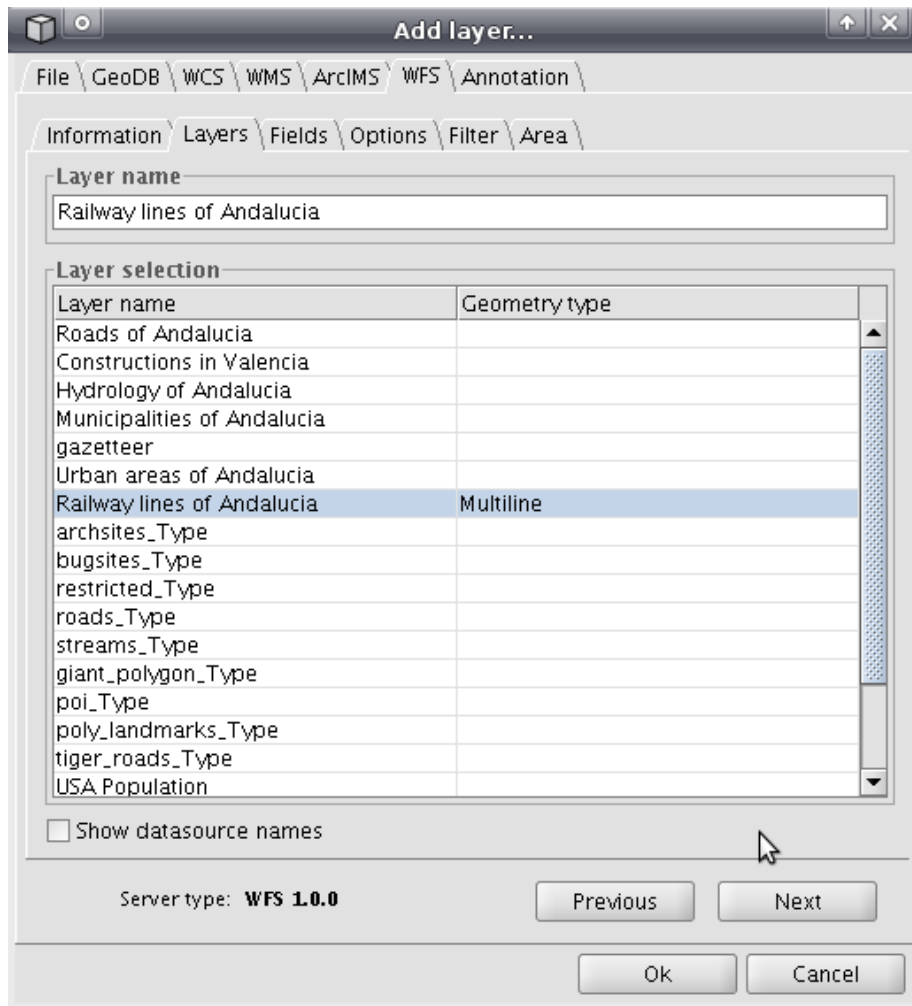 Add layer...
File GeoDB WCS WMS ArcIMS WFS Annotation
Information Layers Fields Options Filter Area
Layer name
Railway lines of Andalucia
Layer selection
Layer name Geometry type
Roads of Andalucia
Constructions in Valencia
Hydrology of Andalucia
Municipalities of Andalucia
gazetteer
Urban areas of Andalucia
Railway lines of Andalucia Multiline
archsites_Type
bugsites_Type
restricted_Type
roads_Type
streams_Type
giant_polygon_Type
poi_Type
poly_landmarks_Type
tiger_roads_Type
USA Population
Show datasource names
Server type: WFS 1.0.0 Previous Next
Ok Cancel